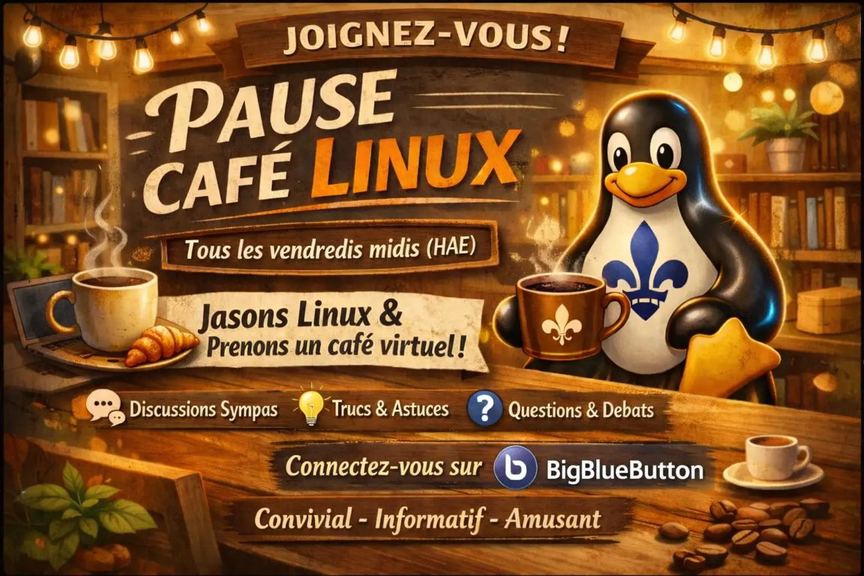 JOIGNEZ-VOUS!
PAUSE
CAFÉ LINUX
Tous les vendredis midis (HAE)
Jasons Linux &
Prenons un café virtuel!
Discussions Sympas
Trucs & Astuces
Questions & Debats
Connectez-vous sur b BigBlueButton
Convivial - Informatif - Amusant